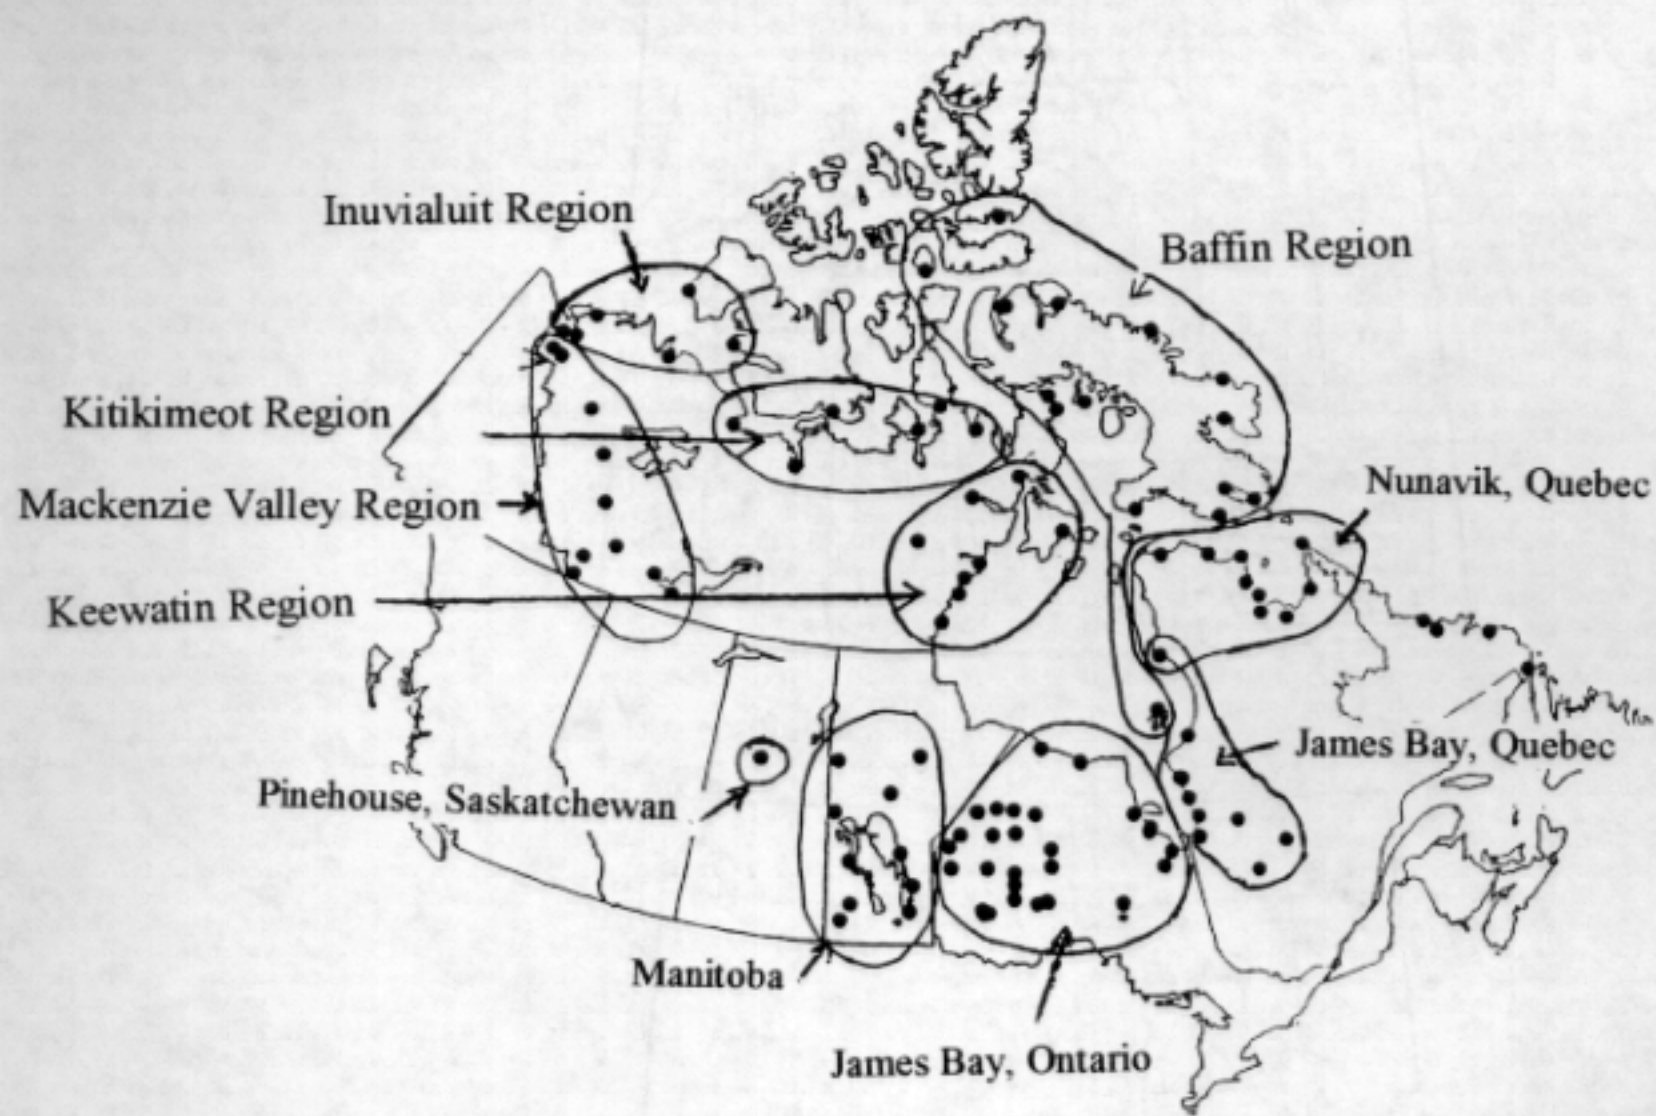 Inuvialuit Region
Baffin Region
Kitikimeot Region
Nunavik, Quebec
Mackenzie Valley Region
Keewatin Region
James Bay, Quebec
Pinehouse, Saskatchewan
Manitoba
James Bay, Ontario